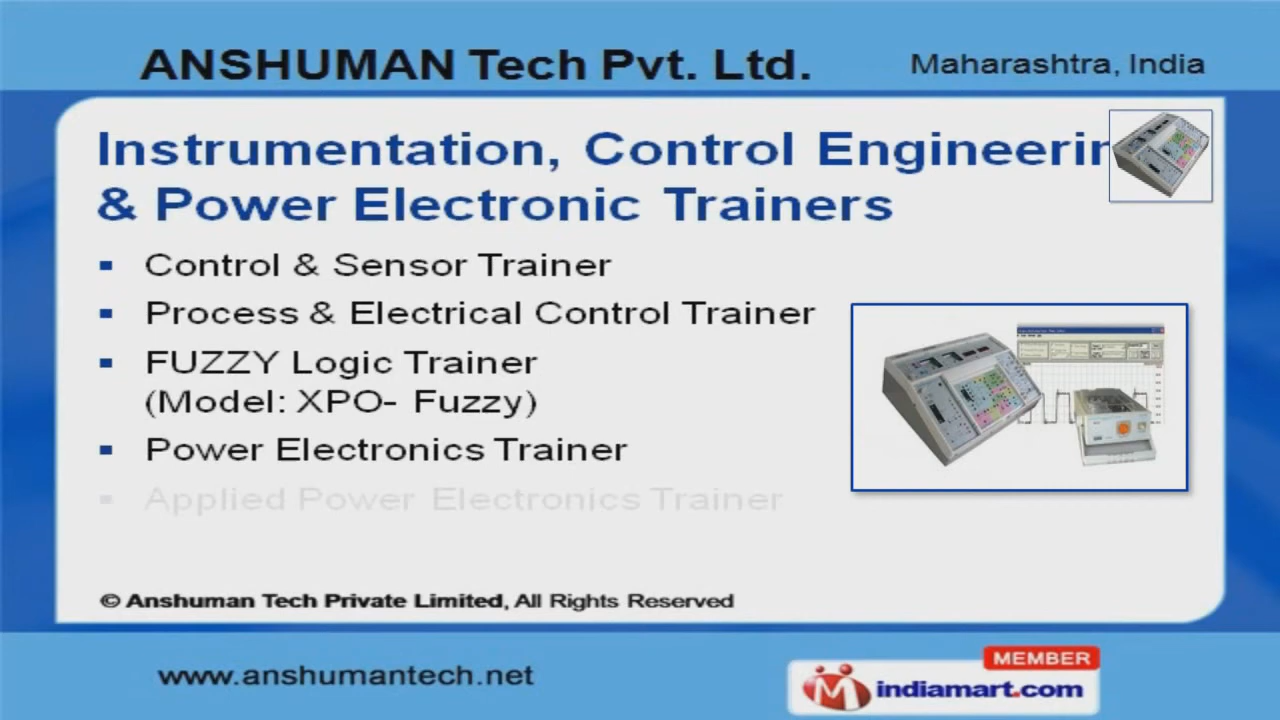 ANSHUMAN Tech Pvt. Ltd.
Maharashtra, India
Instrumentation, Control Engineerin
& Power Electronic Trainers
Control & Sensor Trainer
Process & Electrical Control Trainer
FUZZY Logic Trainer
(Model: XPO- Fuzzy)
Power Electronics Trainer
Applied Power Electronics Trainer
© Anshuman Tech Private Limited, All Rights Reserved
www.anshumantech.net
MEMBER
indiamart.com